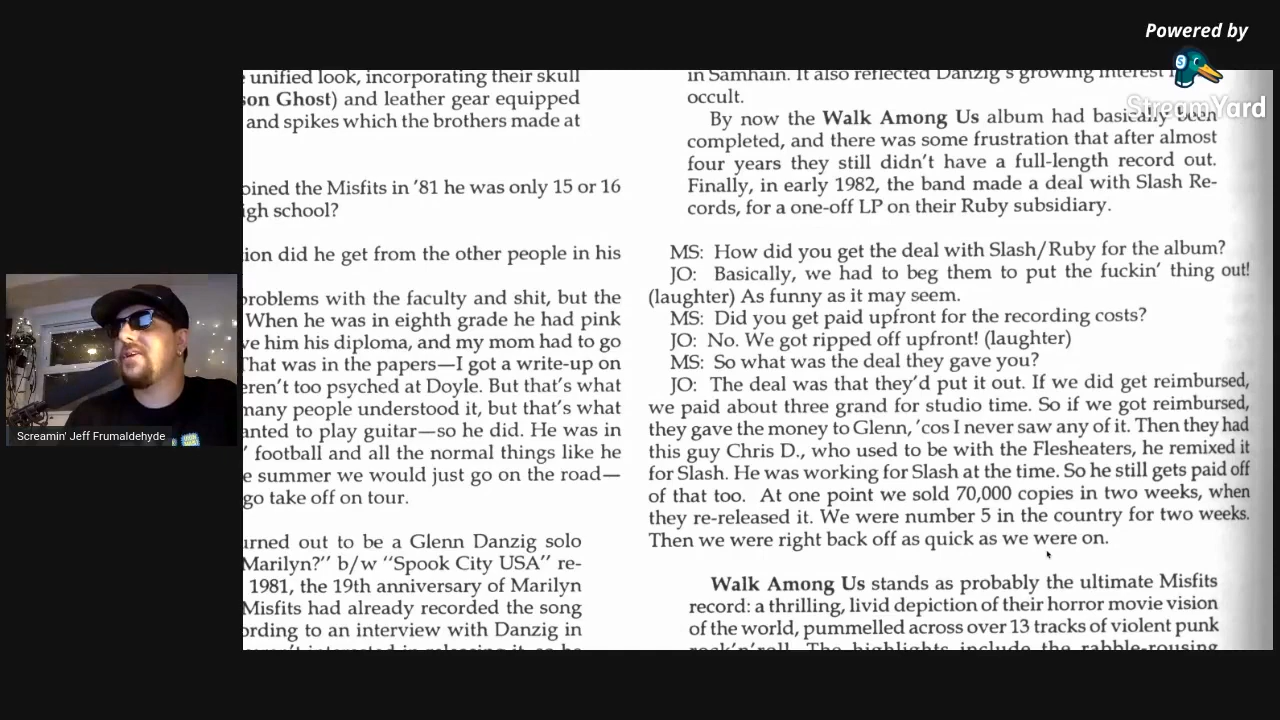 Powered by
StreamYard
unified look, incorporating their skull
son Ghost) and leather gear equipped
and spikes which the brothers made at
oined the Misfits in '81 he was only 15 or 16
igh school?
ion did he get from the other people in his
problems with the faculty and shit, but the
When he was in eighth grade he had pink
ve him his diploma, and my mom had to go
That was in the papers—I got a write-up on
eren't too psyched at Doyle. But that's what
many people understood it, but that's what
anted to play guitar—so he did. He was in
' football and all the normal things like he
e summer we would just go on the road—
go take off on tour.
urned out to be a Glenn Danzig solo
Marilyn?" b/w "Spook City USA" re-
1981, the 19th anniversary of Marilyn
Misfits had already recorded the song
ording to an interview with Danzig in
in Samhain. It also reflected Danzig's growing interest
occult.
By now the Walk Among Us album had basically been
completed, and there was some frustration that after almost
four years they still didn't have a full-length record out.
Finally, in early 1982, the band made a deal with Slash Re-
cords, for a one-off LP on their Ruby subsidiary.
MS: How did you get the deal with Slash/Ruby for the album?
JO: Basically, we had to beg them to put the fuckin' thing out!
(laughter) As funny as it may seem.
MS: Did you get paid upfront for the recording costs?
JO: No. We got ripped off upfront! (laughter)
MS: So what was the deal they gave you?
JO: The deal was that they'd put it out. If we did get reimbursed,
we paid about three grand for studio time. So if we got reimbursed,
they gave the money to Glenn, 'cos I never saw any of it. Then they had
this guy Chris D., who used to be with the Flesheaters, he remixed it
for Slash. He was working for Slash at the time. So he still gets paid off
of that too. At one point we sold 70,000 copies in two weeks, when
they re-released it. We were number 5 in the country for two weeks.
Then we were right back off as quick as we were on.
Walk Among Us stands as probably the ultimate Misfits
record: a thrilling, livid depiction of their horror movie vision
of the world, pummelled across over 13 tracks of violent punk
rock'n'roll. The highlights include the rabble-rousing
Screamin' Jeff Frumaldehyde